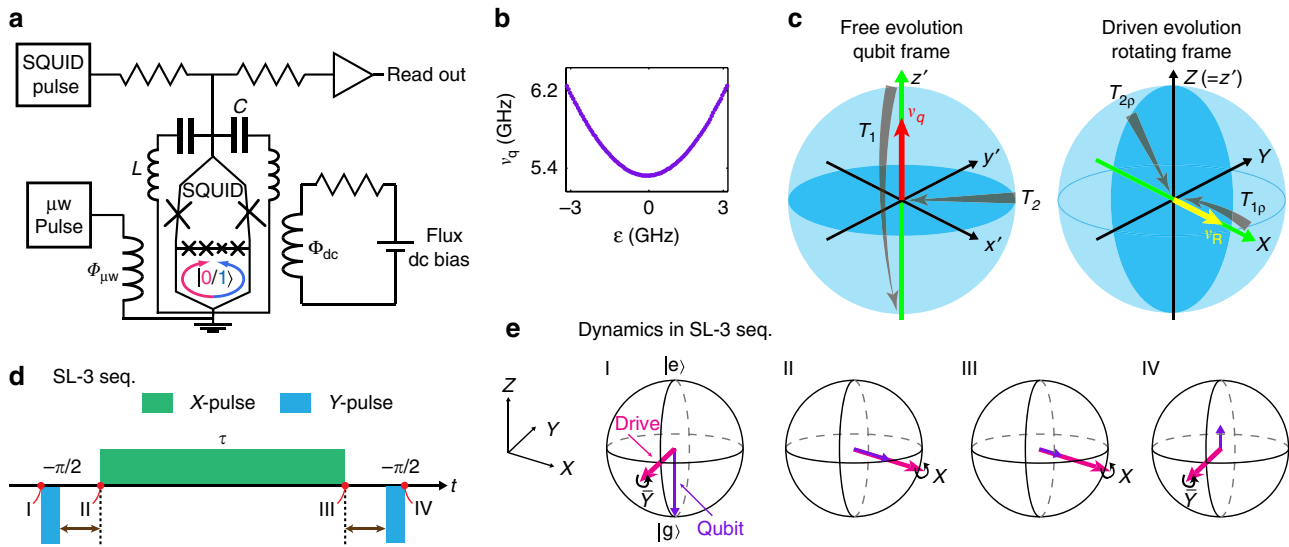 a
SQUID
pulse
Read out
C
L
SQUID
μw
Pulse
Φμw
|0/1⟩
Φdc
Flux
dc bias
b
νq (GHz)
6.2
5.4
−3
0
3
ε (GHz)
c
Free evolution
qubit frame
z′
νq
T1
y′
T2
x′
Driven evolution
rotating frame
Z (=z′)
T2ρ
Y
T1ρ
νR
X
d
SL-3 seq.
X-pulse
Y-pulse
τ
−π/2
−π/2
t
I
II
III
IV
e
Dynamics in SL-3 seq.
Z
Y
X
I
|e⟩
Drive
Y̅
|g⟩
Qubit
II
X
III
X
IV
Y̅